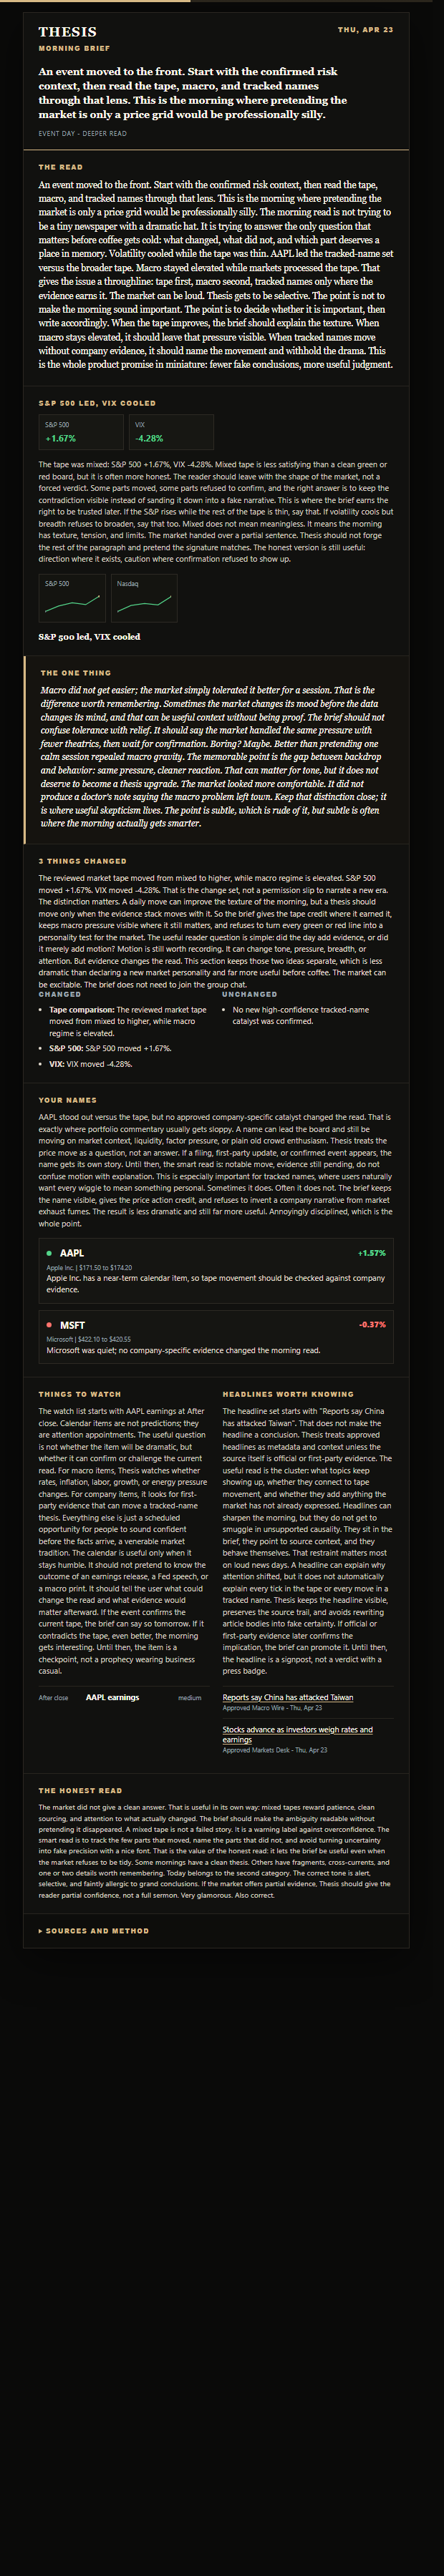 THESIS
THU, APR 23
MORNING BRIEF
An event moved to the front. Start with the confirmed risk
context, then read the tape, macro, and tracked names
through that lens. This is the morning where pretending the
market is only a price grid would be professionally silly.
EVENT DAY - DEEPER READ
THE READ
An event moved to the front. Start with the confirmed risk context, then read the tape,
macro, and tracked names through that lens. This is the morning where pretending the
market is only a price grid would be professionally silly. The morning read is not trying to
be a tiny newspaper with a dramatic hat. It is trying to answer the only question that
matters before coffee gets cold: what changed, what did not, and which part deserves a
place in memory. Volatility cooled while the tape was thin. AAPL led the tracked-name set
versus the broader tape. Macro stayed elevated while markets processed the tape. That
gives the issue a throughline: tape first, macro second, tracked names only where the
evidence earns it. The market can be loud. Thesis gets to be selective. The point is not to
make the morning sound important. The point is to decide whether it is important, then
write accordingly. When the tape improves, the brief should explain the texture. When
macro stays elevated, it should leave that pressure visible. When tracked names move
without company evidence, it should name the movement and withhold the drama. This
is the whole product promise in miniature: fewer fake conclusions, more useful judgment.
S&P 500 LED, VIX COOLED
S&P 500
+1.67%
VIX
-4.28%
The tape was mixed: S&P 500 +1.67%, VIX -4.28%. Mixed tape is less satisfying than a clean green or
red board, but it is often more honest. The reader should leave with the shape of the market, not a
forced verdict. Some parts moved, some parts refused to confirm, and the right answer is to keep the
contradiction visible instead of sanding it down into a fake narrative. This is where the brief earns the
right to be trusted later. If the S&P rises while the rest of the tape is thin, say that. If volatility cools but
breadth refuses to broaden, say that too. Mixed does not mean meaningless. It means the morning
has texture, tension, and limits. The market handed over a partial sentence. Thesis should not forge
the rest of the paragraph and pretend the signature matches. The honest version is still useful:
direction where it exists, caution where confirmation refused to show up.
S&P 500
Nasdaq
S&P 500 led, VIX cooled
THE ONE THING
Macro did not get easier; the market simply tolerated it better for a session. That is the
difference worth remembering. Sometimes the market changes its mood before the data
changes its mind, and that can be useful context without being proof. The brief should not
confuse tolerance with relief. It should say the market handled the same pressure with
fewer theatrics, then wait for confirmation. Boring? Maybe. Better than pretending one
calm session repealed macro gravity. The memorable point is the gap between backdrop
and behavior: same pressure, cleaner reaction. That can matter for tone, but it does not
deserve to become a thesis upgrade. The market looked more comfortable. It did not
produce a doctor's note saying the macro problem left town. Keep that distinction close; it
is where useful skepticism lives. The point is subtle, which is rude of it, but subtle is often
where the morning actually gets smarter.
3 THINGS CHANGED
The reviewed market tape moved from mixed to higher, while macro regime is elevated. S&P 500
moved +1.67%. VIX moved -4.28%. That is the change set, not a permission slip to narrate a new era.
The distinction matters. A daily move can improve the texture of the morning, but a thesis should
move only when the evidence stack moves with it. So the brief gives the tape credit where it earned it,
keeps macro pressure visible where it still matters, and refuses to turn every green or red line into a
personality test for the market. The useful reader question is simple: did the day add evidence, or did
it merely add motion? Motion is still worth recording. It can change tone, pressure, breadth, or
attention. But evidence changes the read. This section keeps those two ideas separate, which is less
dramatic than declaring a new market personality and far more useful before coffee. The market can
be excitable. The brief does not need to join the group chat.
CHANGED
• Tape comparison: The reviewed market tape
moved from mixed to higher, while macro
regime is elevated.
• S&P 500: S&P 500 moved +1.67%.
• VIX: VIX moved -4.28%.
UNCHANGED
• No new high-confidence tracked-name
catalyst was confirmed.
YOUR NAMES
AAPL stood out versus the tape, but no approved company-specific catalyst changed the read. That is
exactly where portfolio commentary usually gets sloppy. A name can lead the board and still be
moving on market context, liquidity, factor pressure, or plain old crowd enthusiasm. Thesis treats the
price move as a question, not an answer. If a filing, first-party update, or confirmed event appears, the
name gets its own story. Until then, the smart read is: notable move, evidence still pending, do not
confuse motion with explanation. This is especially important for tracked names, where users naturally
want every wiggle to mean something personal. Sometimes it does. Often it does not. The brief keeps
the name visible, gives the price action credit, and refuses to invent a company narrative from market
exhaust fumes. The result is less dramatic and still far more useful. Annoyingly disciplined, which is the
whole point.
AAPL
+1.57%
Apple Inc. | $171.50 to $174.20
Apple Inc. has a near-term calendar item, so tape movement should be checked against company
evidence.
MSFT
-0.37%
Microsoft | $422.10 to $420.55
Microsoft was quiet; no company-specific evidence changed the morning read.
THINGS TO WATCH
The watch list starts with AAPL earnings at After
close. Calendar items are not predictions; they
are attention appointments. The useful question
is not whether the item will be dramatic, but
whether it can confirm or challenge the current
read. For macro items, Thesis watches whether
rates, inflation, labor, growth, or energy pressure
changes. For company items, it looks for first-
party evidence that can move a tracked-name
thesis. Everything else is just a scheduled
opportunity for people to sound confident
before the facts arrive, a venerable market
tradition. The calendar is useful only when it
stays humble. It should not pretend to know the
outcome of an earnings release, a Fed speech, or
a macro print. It should tell the user what could
change the read and what evidence would
matter afterward. If the event confirms the
current tape, the brief can say so tomorrow. If it
contradicts the tape, even better, the morning
gets interesting. Until then, the item is a
checkpoint, not a prophecy wearing business
casual.
After close AAPL earnings medium
HEADLINES WORTH KNOWING
The headline set starts with "Reports say China
has attacked Taiwan". That does not make the
headline a conclusion. Thesis treats approved
headlines as metadata and context unless the
source itself is official or first-party evidence. The
useful read is the cluster: what topics keep
showing up, whether they connect to tape
movement, and whether they add anything the
market has not already expressed. Headlines can
sharpen the morning, but they do not get to
smuggle in unsupported causality. They sit in the
brief, they point to source context, and they
behave themselves. That restraint matters most
on loud news days. A headline can explain why
attention shifted, but it does not automatically
explain every tick in the tape or every move in a
tracked name. Thesis keeps the headline visible,
preserves the source trail, and avoids rewriting
article bodies into fake certainty. If official or
first-party evidence later confirms the
implication, the brief can promote it. Until then,
the headline is a signpost, not a verdict with a
press badge.
Reports say China has attacked Taiwan
Approved Macro Wire - Thu, Apr 23
Stocks advance as investors weigh rates and
earnings
Approved Markets Desk - Thu, Apr 23
THE HONEST READ
The market did not give a clean answer. That is useful in its own way: mixed tapes reward patience, clean
sourcing, and attention to what actually changed. The brief should make the ambiguity readable without
pretending it disappeared. A mixed tape is not a failed story. It is a warning label against overconfidence. The
smart read is to track the few parts that moved, name the parts that did not, and avoid turning uncertainty
into fake precision with a nice font. That is the value of the honest read: it lets the brief be useful even when
the market refuses to be tidy. Some mornings have a clean thesis. Others have fragments, cross-currents, and
one or two details worth remembering. Today belongs to the second category. The correct tone is alert,
selective, and faintly allergic to grand conclusions. If the market offers partial evidence, Thesis should give the
reader partial confidence, not a full sermon. Very glamorous. Also correct.
▸ SOURCES AND METHOD